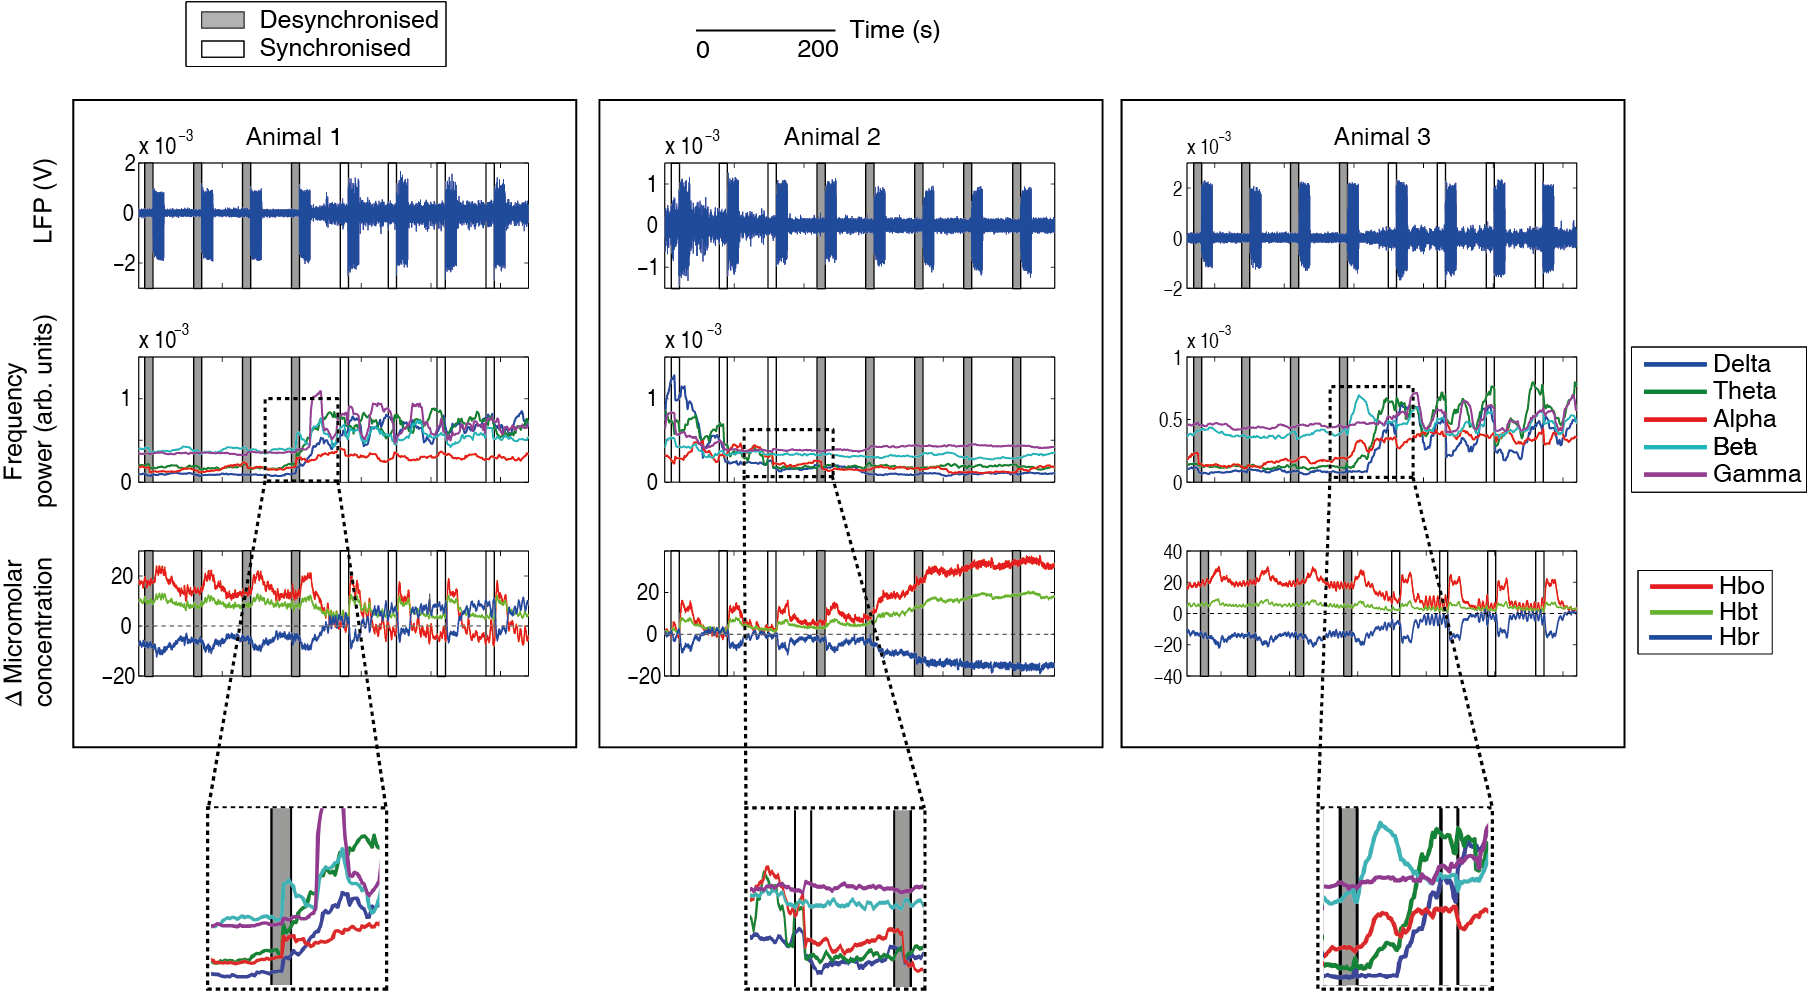 Desynchronised
Synchronised
Time (s)
0 200
Animal 1
Animal 2
Animal 3
LFP (V)
x 10⁻³
2
0
−2
x 10⁻³
1
0
−1
x 10⁻³
2
0
−2
Frequency
power (arb. units)
x 10⁻³
1
0
x 10⁻³
1
0
x 10⁻³
1
0.5
0
Delta
Theta
Alpha
Beta
Gamma
Δ Micromolar
concentration
20
0
−20
20
0
−20
40
20
0
−20
−40
Hbo
Hbt
Hbr